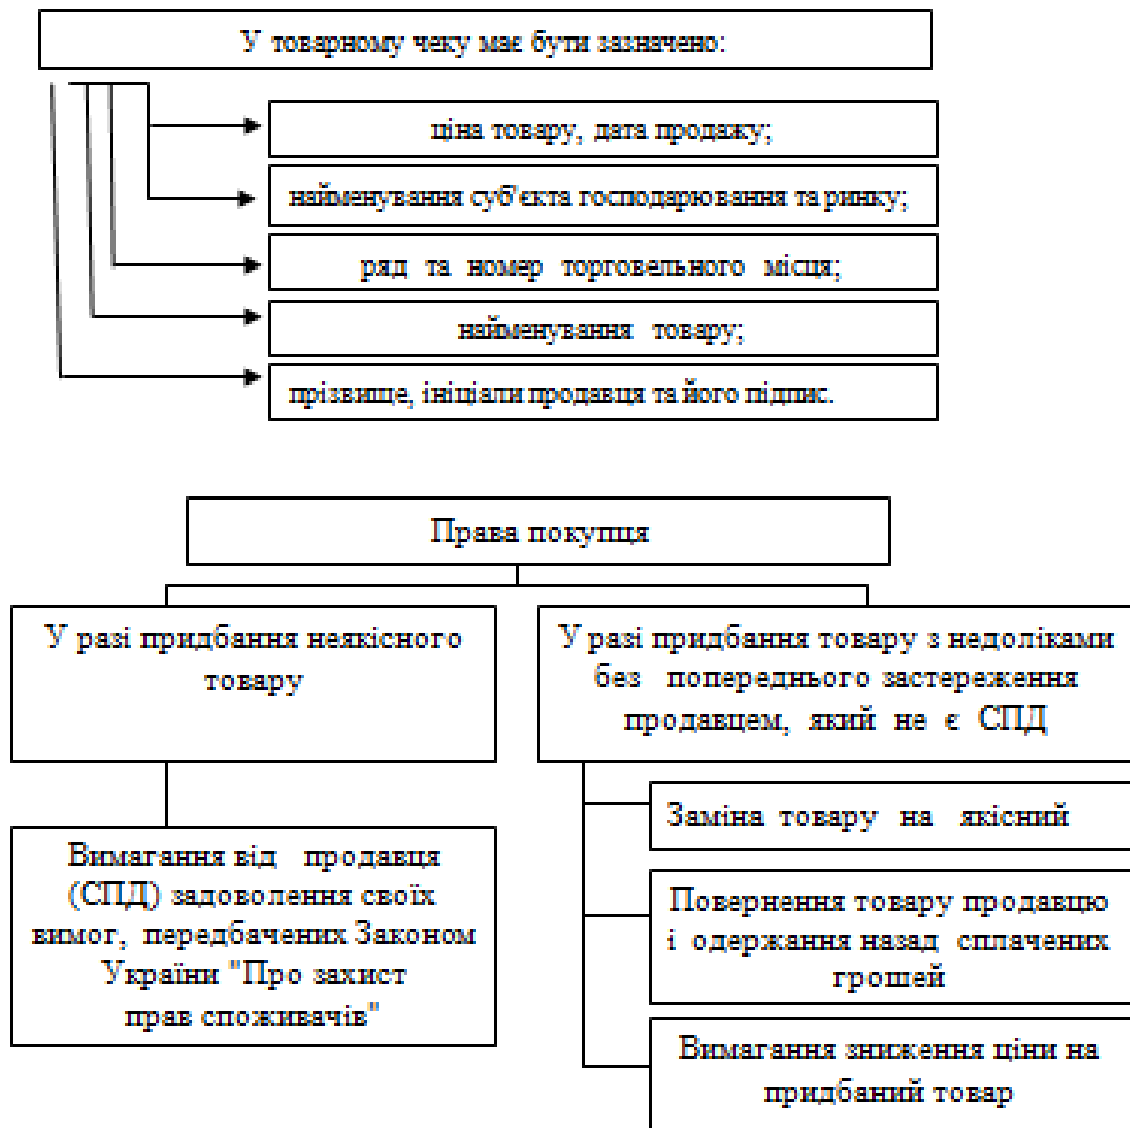 У товарному чеку має бути зазначено:
ціна товару, дата продажу;
найменування суб'єкта господарювання та ринку;
ряд та номер торговельного місця;
найменування товару;
прізвище, ініціали продавця та його підпис.
Права покупця
У разі придбання неякісного
товару
У разі придбання товару з недоліками
без попереднього застереження
продавцем, який не є СПД
Вимагання від продавця
(СПД) задоволення своїх
вимог, передбачених Законом
України "Про захист
прав споживачів"
Заміна товару на якісний
Повернення товару продавцю
і одержання назад сплачених
грошей
Вимагання зниження ціни на
придбаний товар